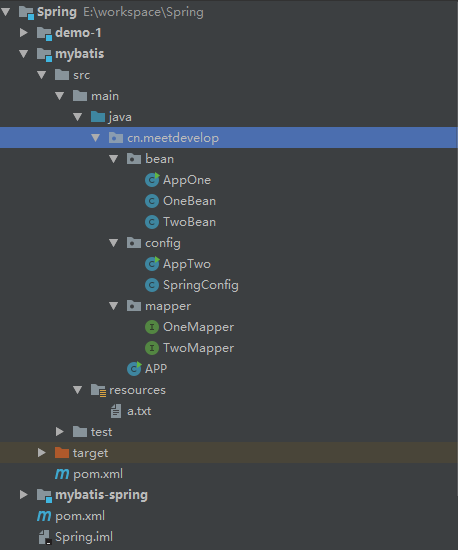 Spring E:\workspace\Spring
demo-1
mybatis
src
main
java
cn.meetdevelop
bean
AppOne
OneBean
TwoBean
config
AppTwo
SpringConfig
mapper
OneMapper
TwoMapper
APP
resources
a.txt
test
target
pom.xml
mybatis-spring
pom.xml
Spring.iml